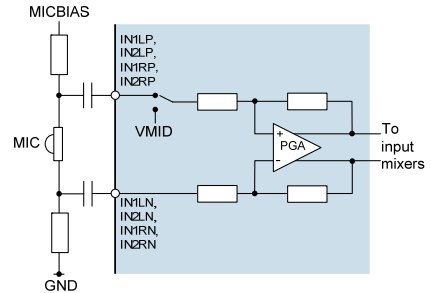 MICBIAS
IN1LP,
IN2LP,
IN1RP,
IN2RP
VMID
MIC
+
PGA
-
To
input
mixers
IN1LN,
IN2LN,
IN1RN,
IN2RN
GND